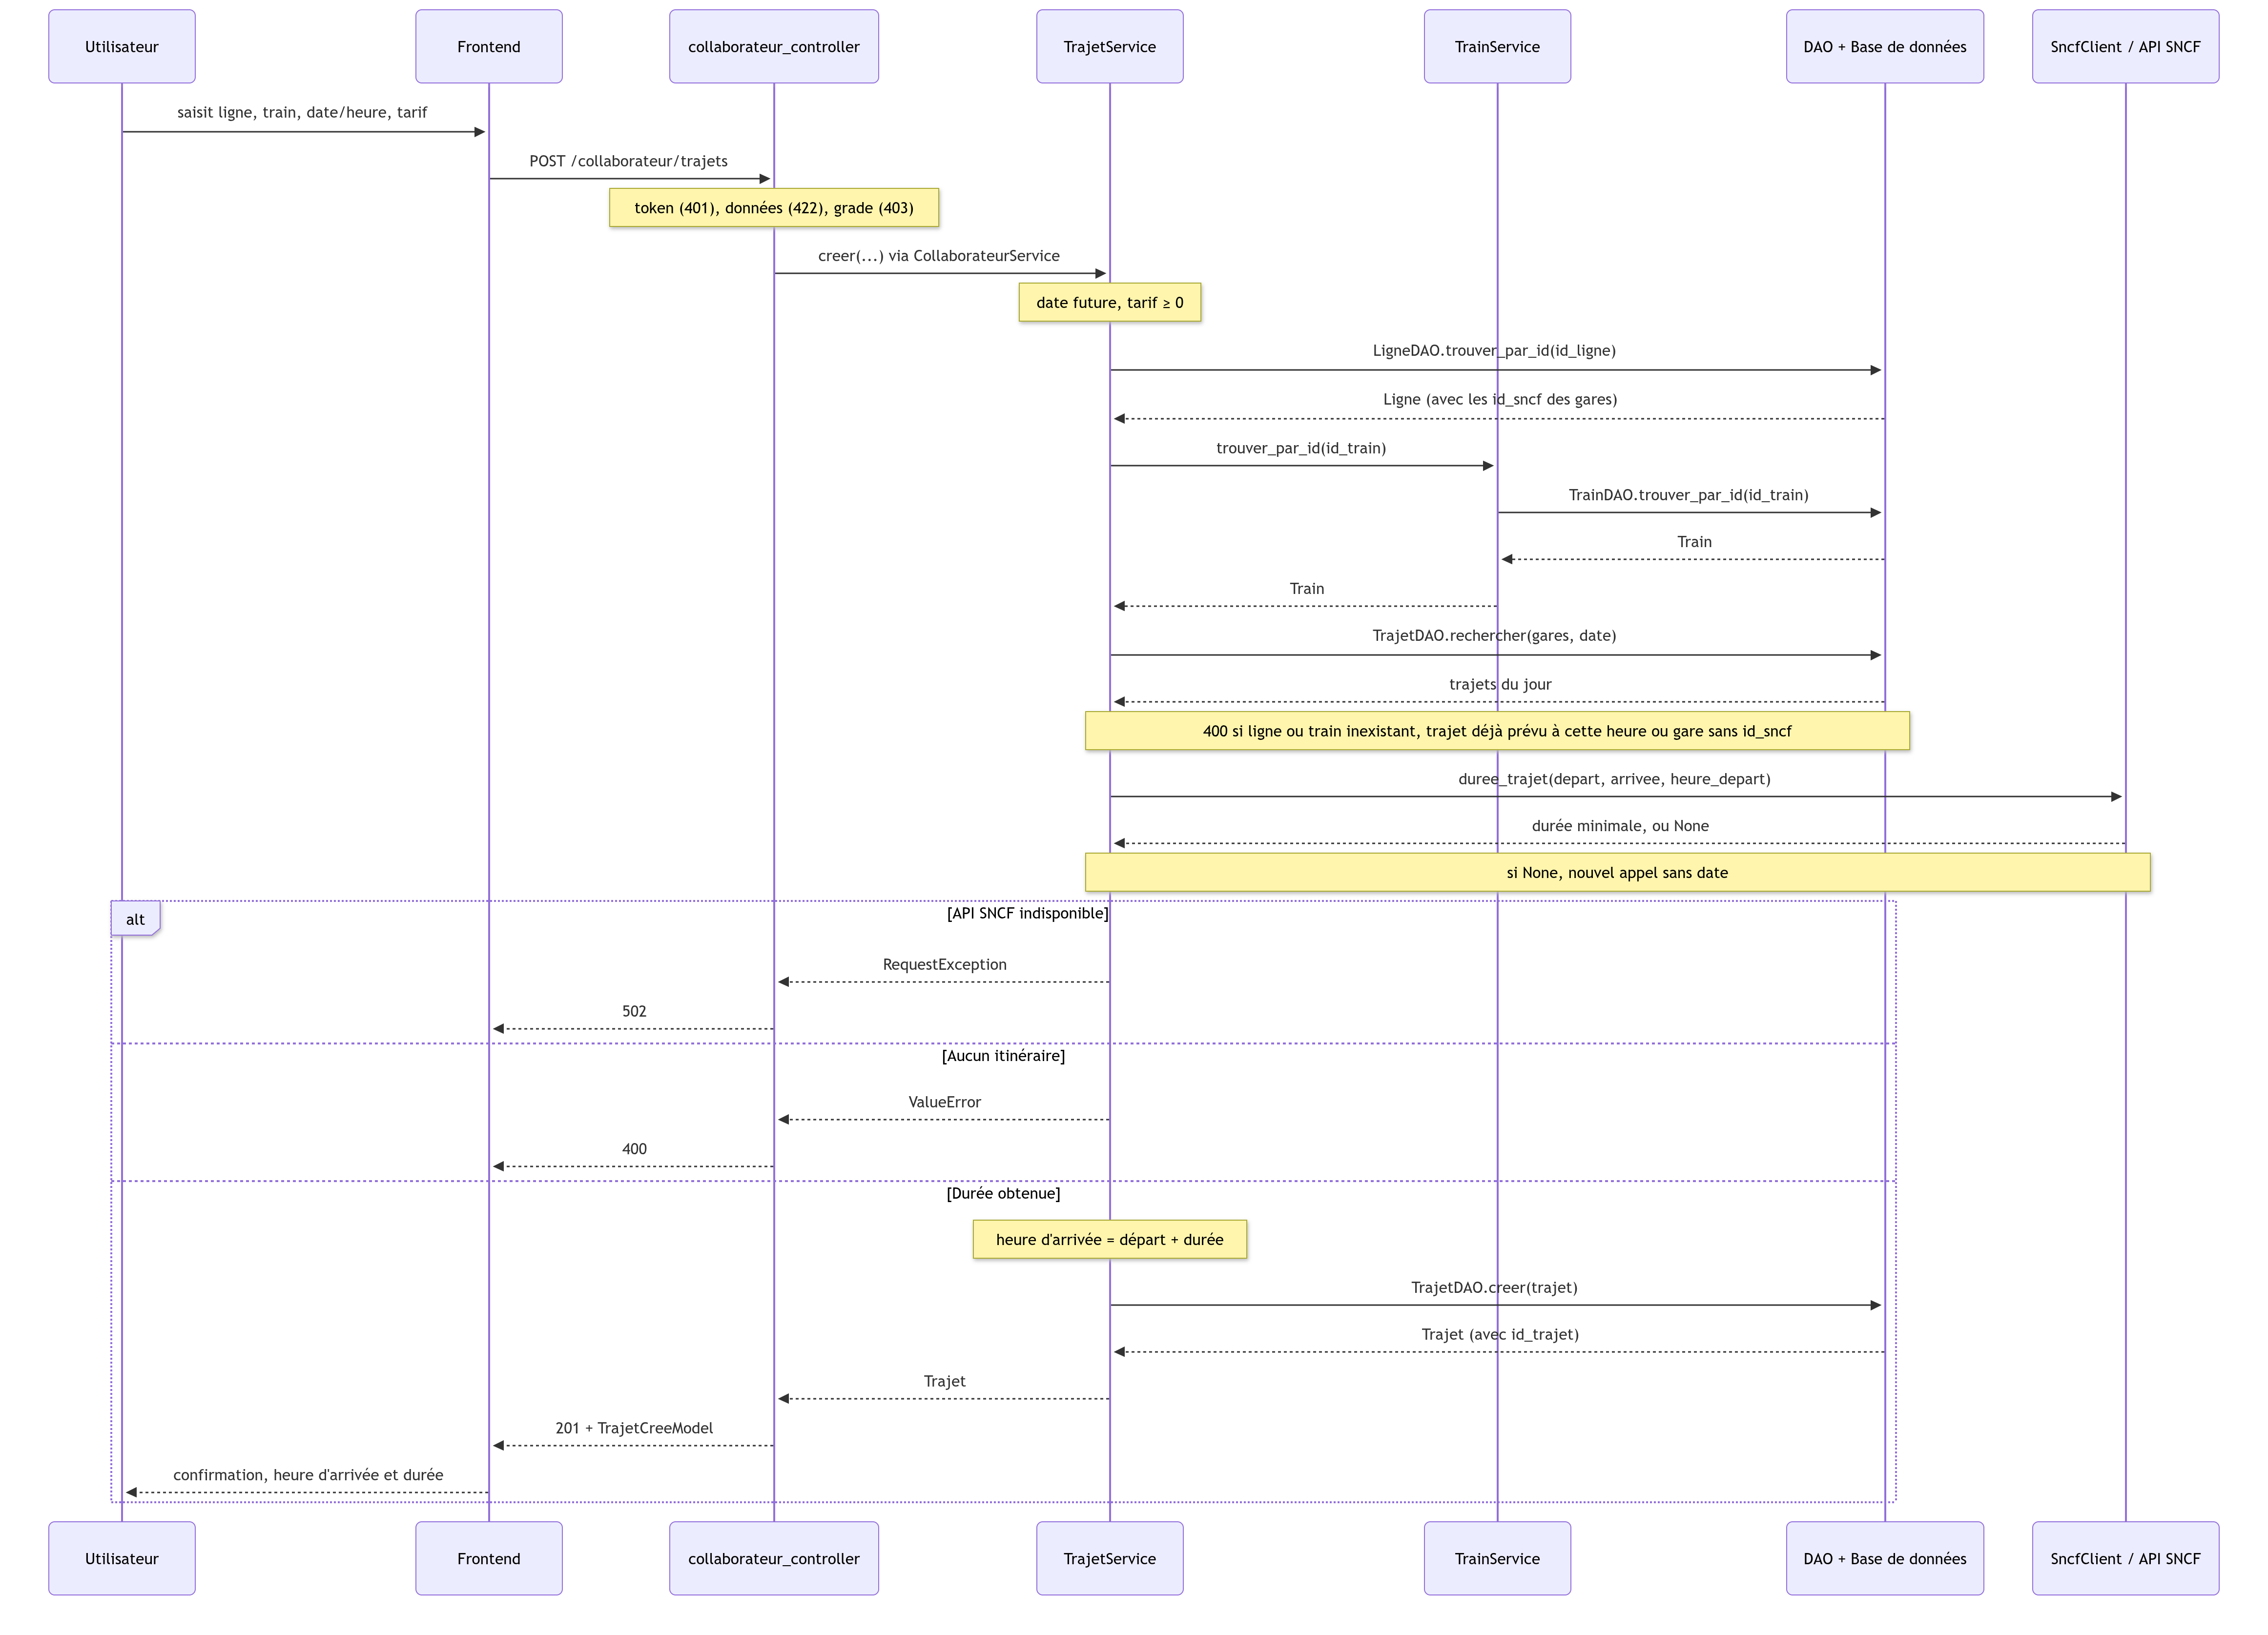 Utilisateur
Frontend
collaborateur_controller
TrajetService
TrainService
DAO + Base de données
SncfClient / API SNCF
saisit ligne, train, date/heure, tarif
POST /collaborateur/trajets
token (401), données (422), grade (403)
creer(...) via CollaborateurService
date future, tarif ≥ 0
LigneDAO.trouver_par_id(id_ligne)
Ligne (avec les id_sncf des gares)
trouver_par_id(id_train)
TrainDAO.trouver_par_id(id_train)
Train
Train
TrajetDAO.rechercher(gares, date)
trajets du jour
400 si ligne ou train inexistant, trajet déjà prévu à cette heure ou gare sans id_sncf
duree_trajet(depart, arrivee, heure_depart)
durée minimale, ou None
si None, nouvel appel sans date
alt
[API SNCF indisponible]
RequestException
502
[Aucun itinéraire]
ValueError
400
[Durée obtenue]
heure d'arrivée = départ + durée
TrajetDAO.creer(trajet)
Trajet (avec id_trajet)
Trajet
201 + TrajetCreeModel
confirmation, heure d'arrivée et durée
Utilisateur
Frontend
collaborateur_controller
TrajetService
TrainService
DAO + Base de données
SncfClient / API SNCF